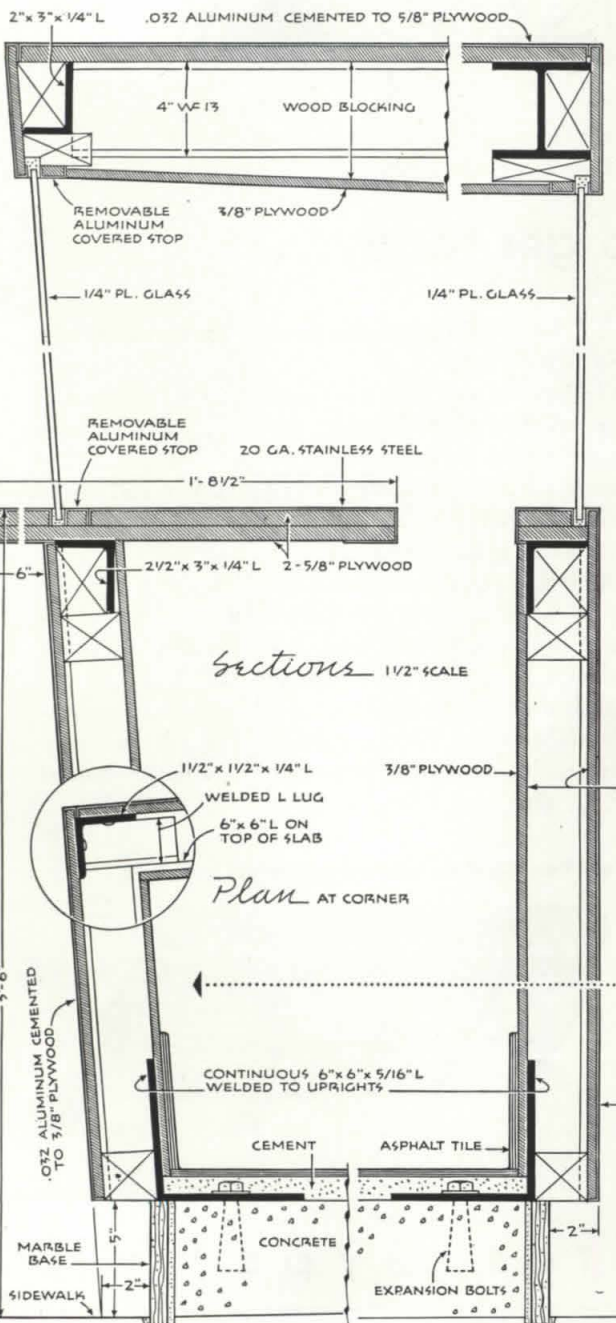 2" x 3" x 1/4" L
.032 ALUMINUM CEMENTED TO 5/8" PLYWOOD
4" WF 13
WOOD BLOCKING
REMOVABLE
ALUMINUM
COVERED STOP
3/8" PLYWOOD
1/4" PL. GLASS
1/4" PL. GLASS
REMOVABLE
ALUMINUM
COVERED STOP
20 GA. STAINLESS STEEL
1'-8 1/2"
6"
2 1/2" x 3" x 1/4" L
2-5/8" PLYWOOD
Sections 1 1/2" SCALE
1 1/2" x 1 1/2" x 1/4" L
3/8" PLYWOOD
WELDED L LUG
6" x 6" L ON
TOP OF SLAB
Plan AT CORNER
.032 ALUMINUM CEMENTED
TO 3/8" PLYWOOD
CONTINUOUS 6" x 6" x 5/16" L
WELDED TO UPRIGHTS
CEMENT
ASPHALT TILE
5"
2"
MARBLE
BASE
CONCRETE
2"
SIDEWALK
EXPANSION BOLTS